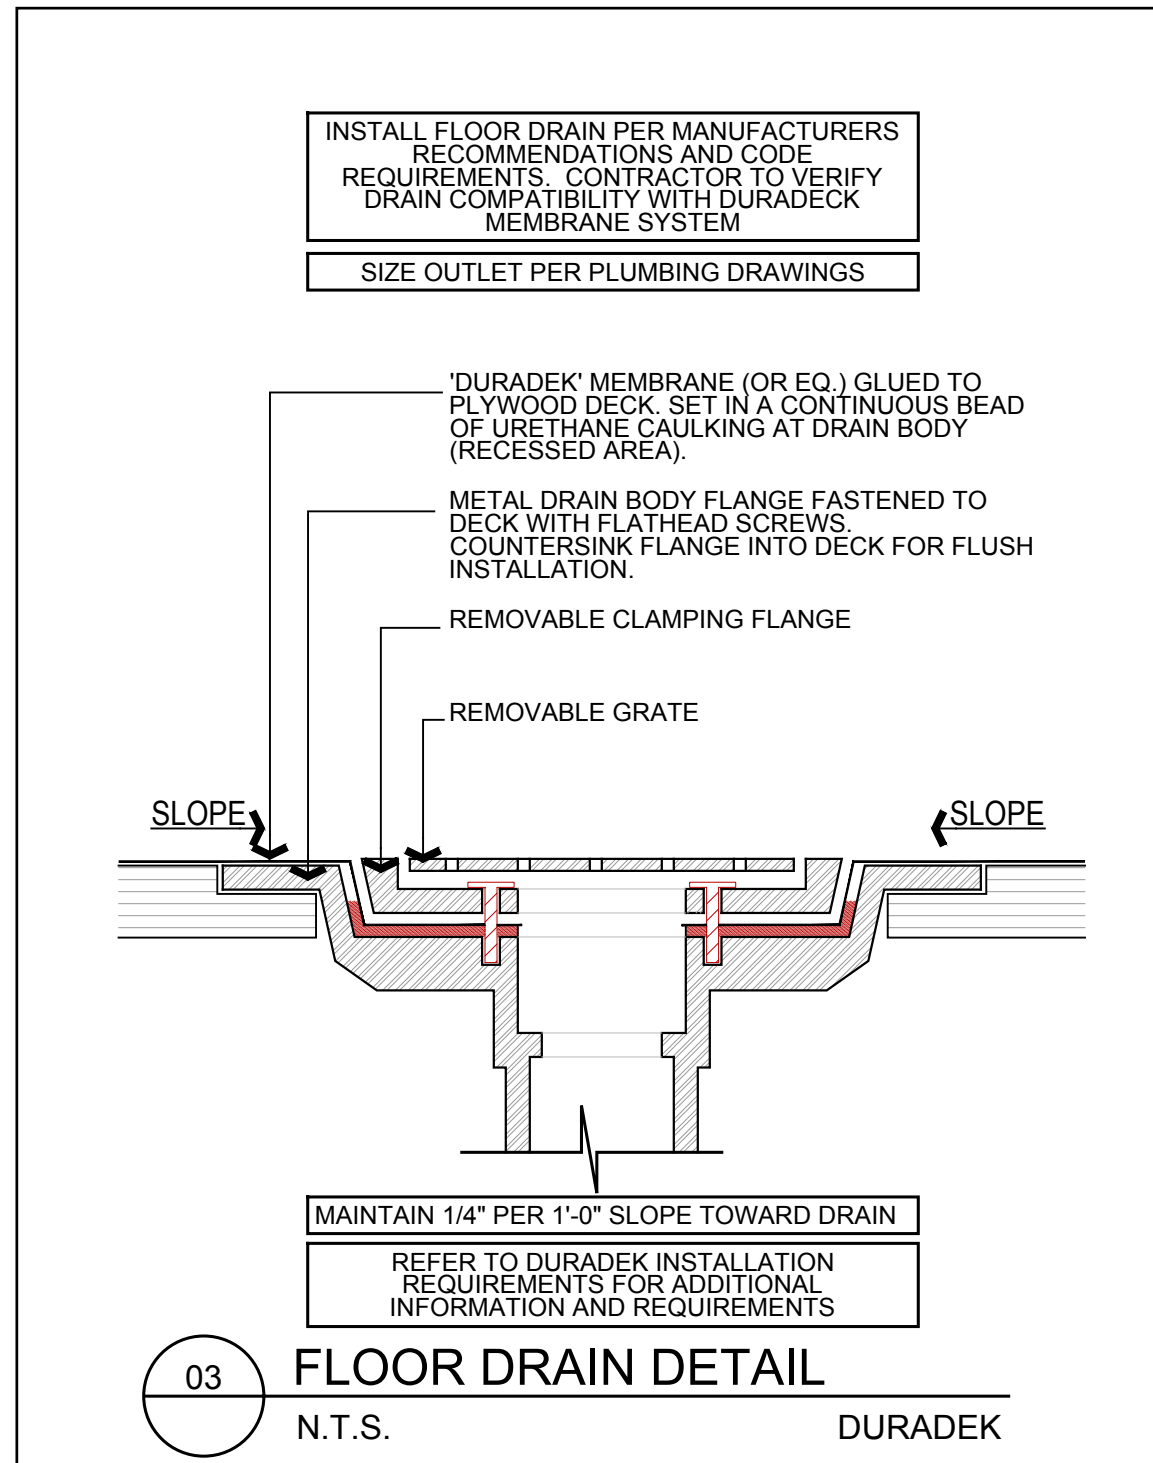 INSTALL FLOOR DRAIN PER MANUFACTURERS
RECOMMENDATIONS AND CODE
REQUIREMENTS. CONTRACTOR TO VERIFY
DRAIN COMPATIBILITY WITH DURADECK
MEMBRANE SYSTEM
SIZE OUTLET PER PLUMBING DRAWINGS
'DURADEK' MEMBRANE (OR EQ.) GLUED TO
PLYWOOD DECK. SET IN A CONTINUOUS BEAD
OF URETHANE CAULKING AT DRAIN BODY
(RECESSED AREA).
METAL DRAIN BODY FLANGE FASTENED TO
DECK WITH FLATHEAD SCREWS.
COUNTERSINK FLANGE INTO DECK FOR FLUSH
INSTALLATION.
REMOVABLE CLAMPING FLANGE
REMOVABLE GRATE
SLOPE
SLOPE
MAINTAIN 1/4" PER 1'-0" SLOPE TOWARD DRAIN
REFER TO DURADEK INSTALLATION
REQUIREMENTS FOR ADDITIONAL
INFORMATION AND REQUIREMENTS
03
FLOOR DRAIN DETAIL
N.T.S.
DURADEK